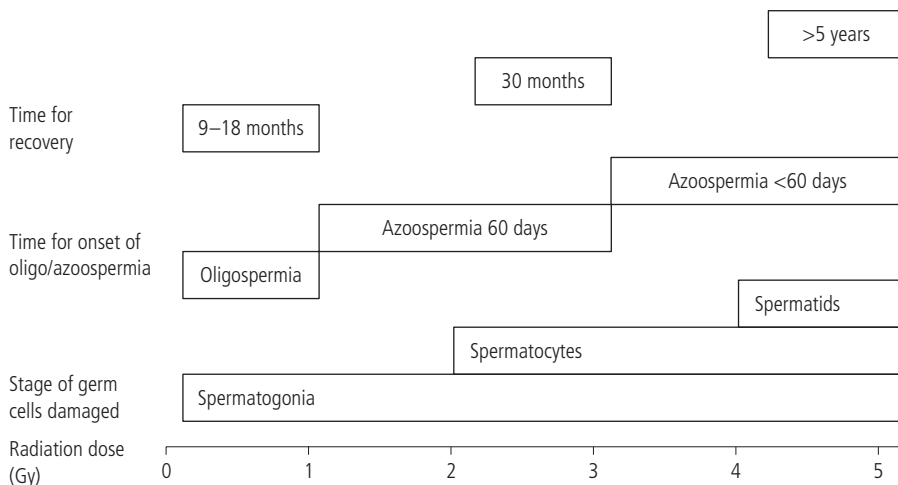 >5 years
30 months
Time for
recovery
9–18 months
Azoospermia <60 days
Azoospermia 60 days
Time for onset of
oligo/azoospermia
Oligospermia
Spermatids
Spermatocytes
Stage of germ
cells damaged
Spermatogonia
Radiation dose
(Gy)
0 1 2 3 4 5